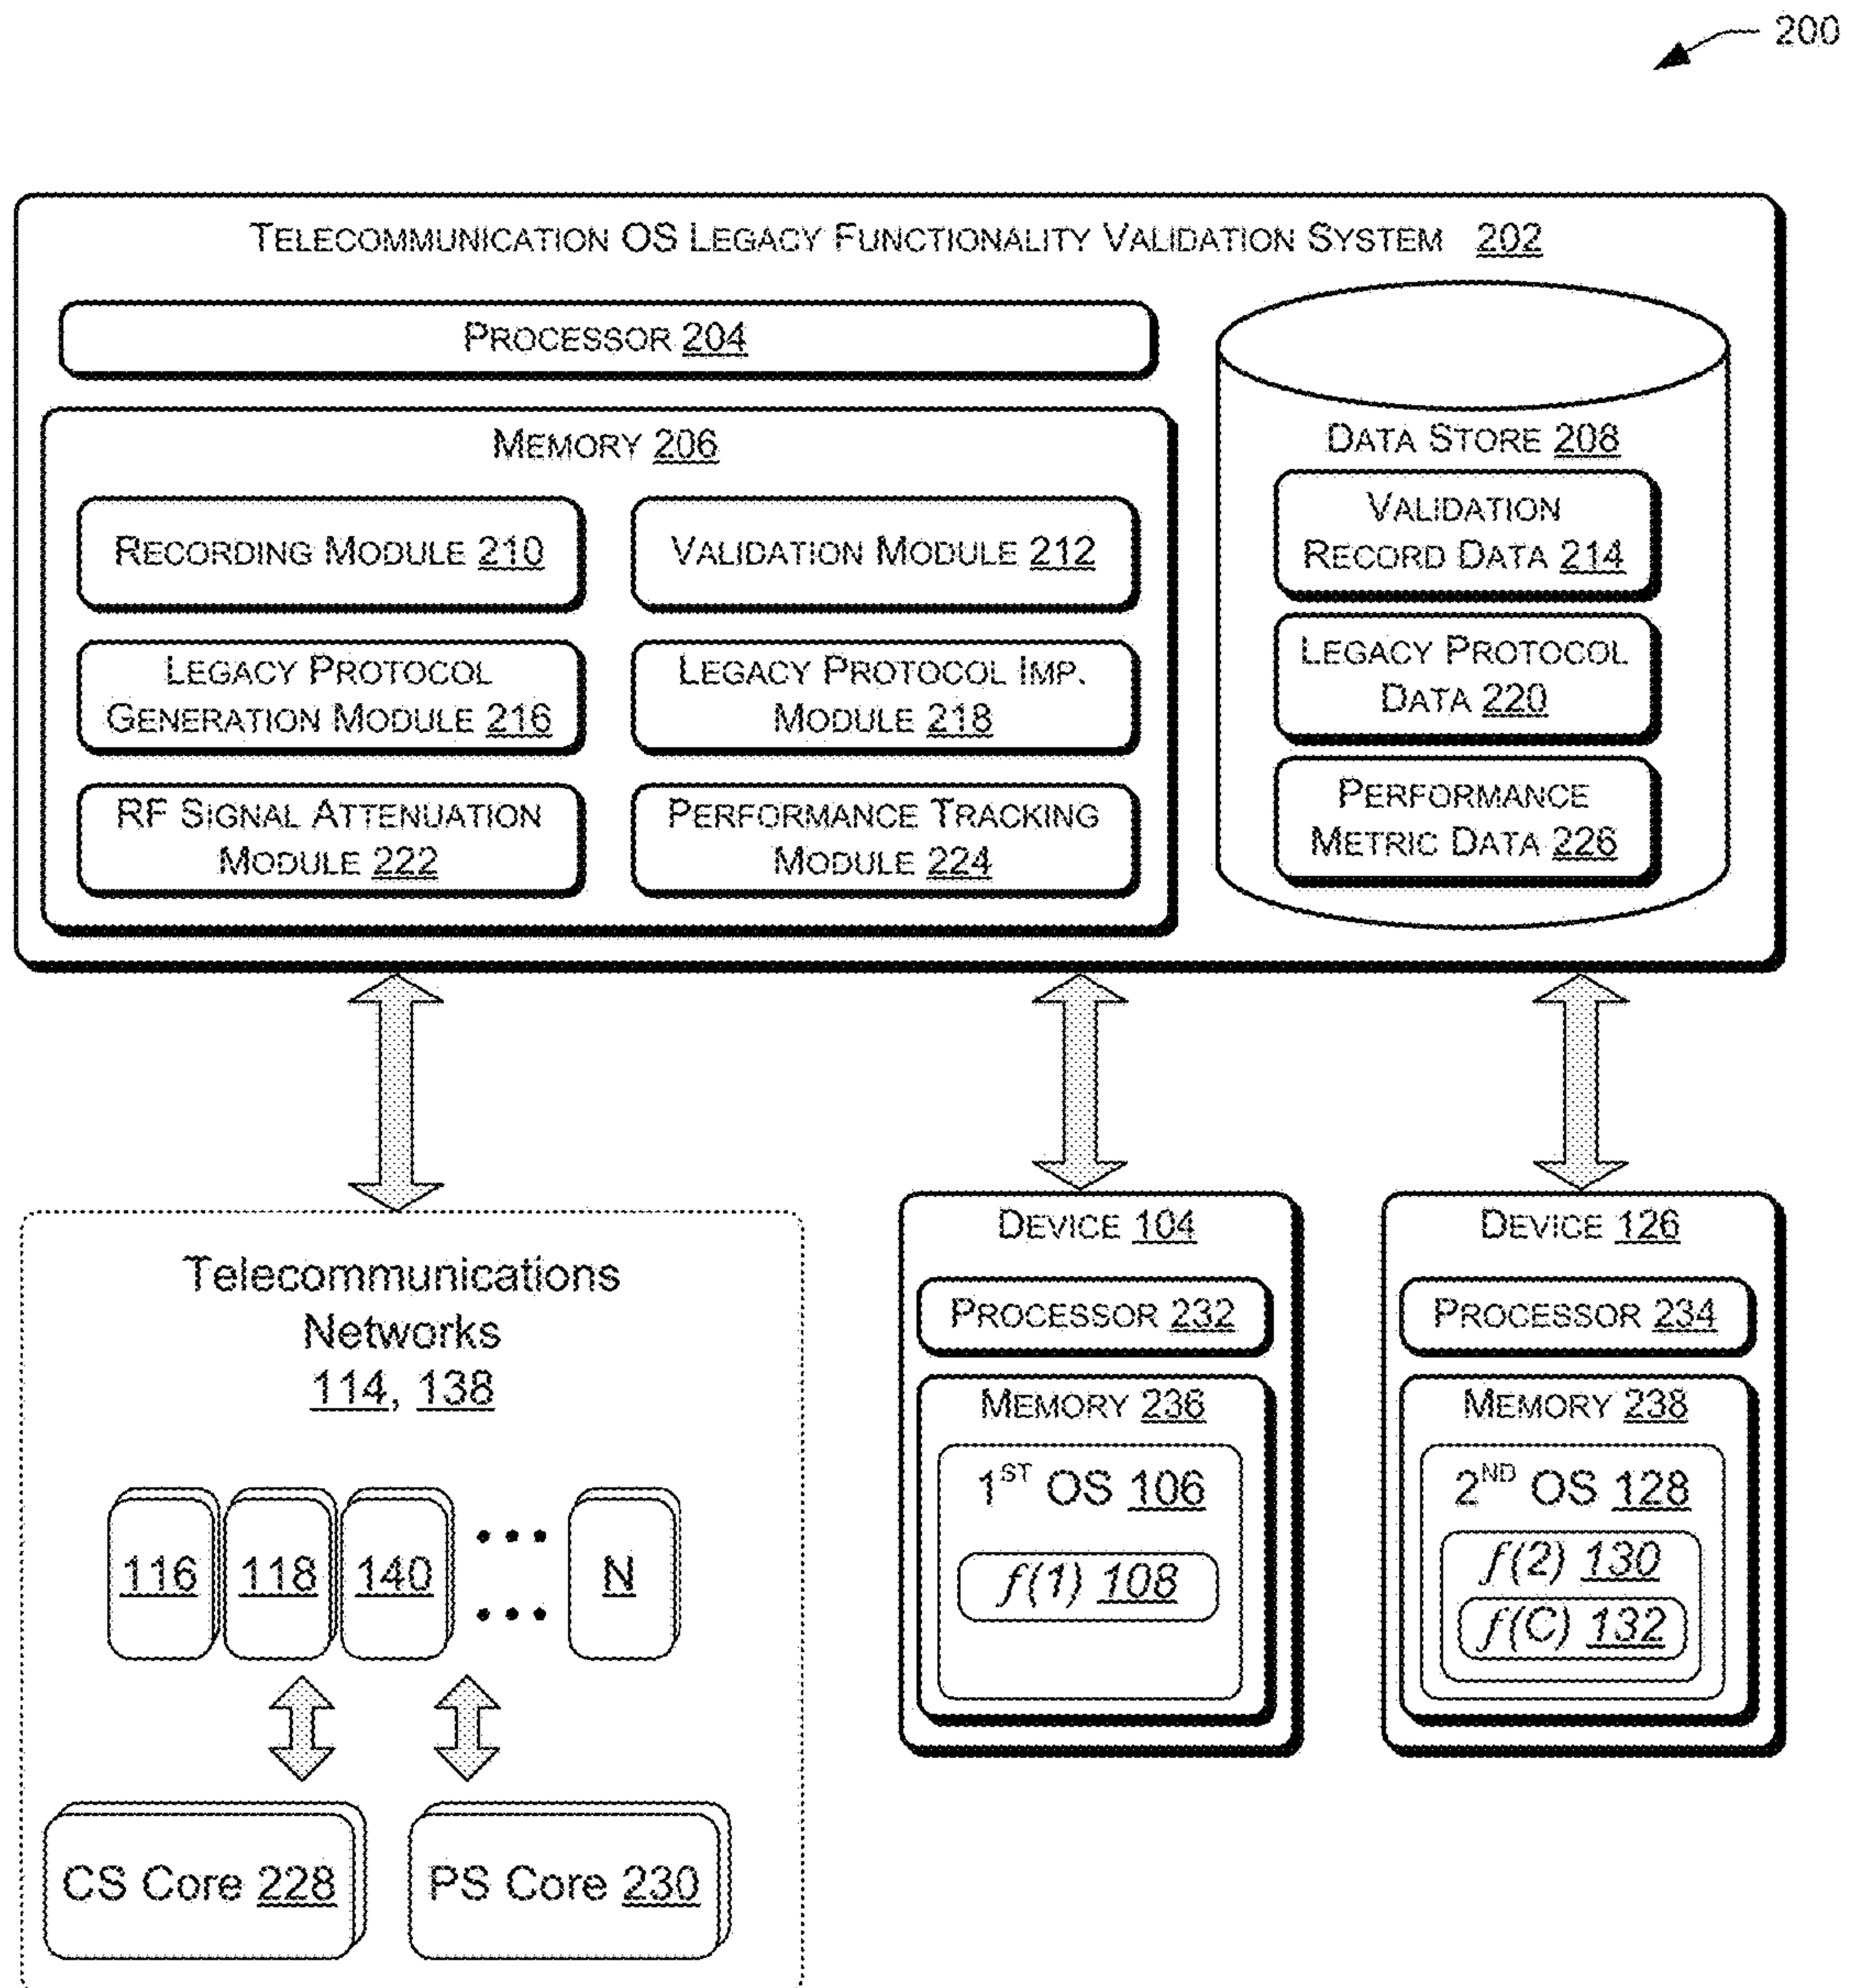 200
TELECOMMUNICATION OS LEGACY FUNCTIONALITY VALIDATION SYSTEM 202
PROCESSOR 204
MEMORY 206
RECORDING MODULE 210
VALIDATION MODULE 212
LEGACY PROTOCOL
GENERATION MODULE 216
LEGACY PROTOCOL IMP.
MODULE 218
RF SIGNAL ATTENUATION
MODULE 222
PERFORMANCE TRACKING
MODULE 224
DATA STORE 208
VALIDATION
RECORD DATA 214
LEGACY PROTOCOL
DATA 220
PERFORMANCE
METRIC DATA 226
Telecommunications
Networks
114, 138
116 118 140 ... N
...
CS Core 228
PS Core 230
DEVICE 104
PROCESSOR 232
MEMORY 236
1ST OS 106
f(1) 108
DEVICE 126
PROCESSOR 234
MEMORY 238
2ND OS 128
f(2) 130
f(C) 132